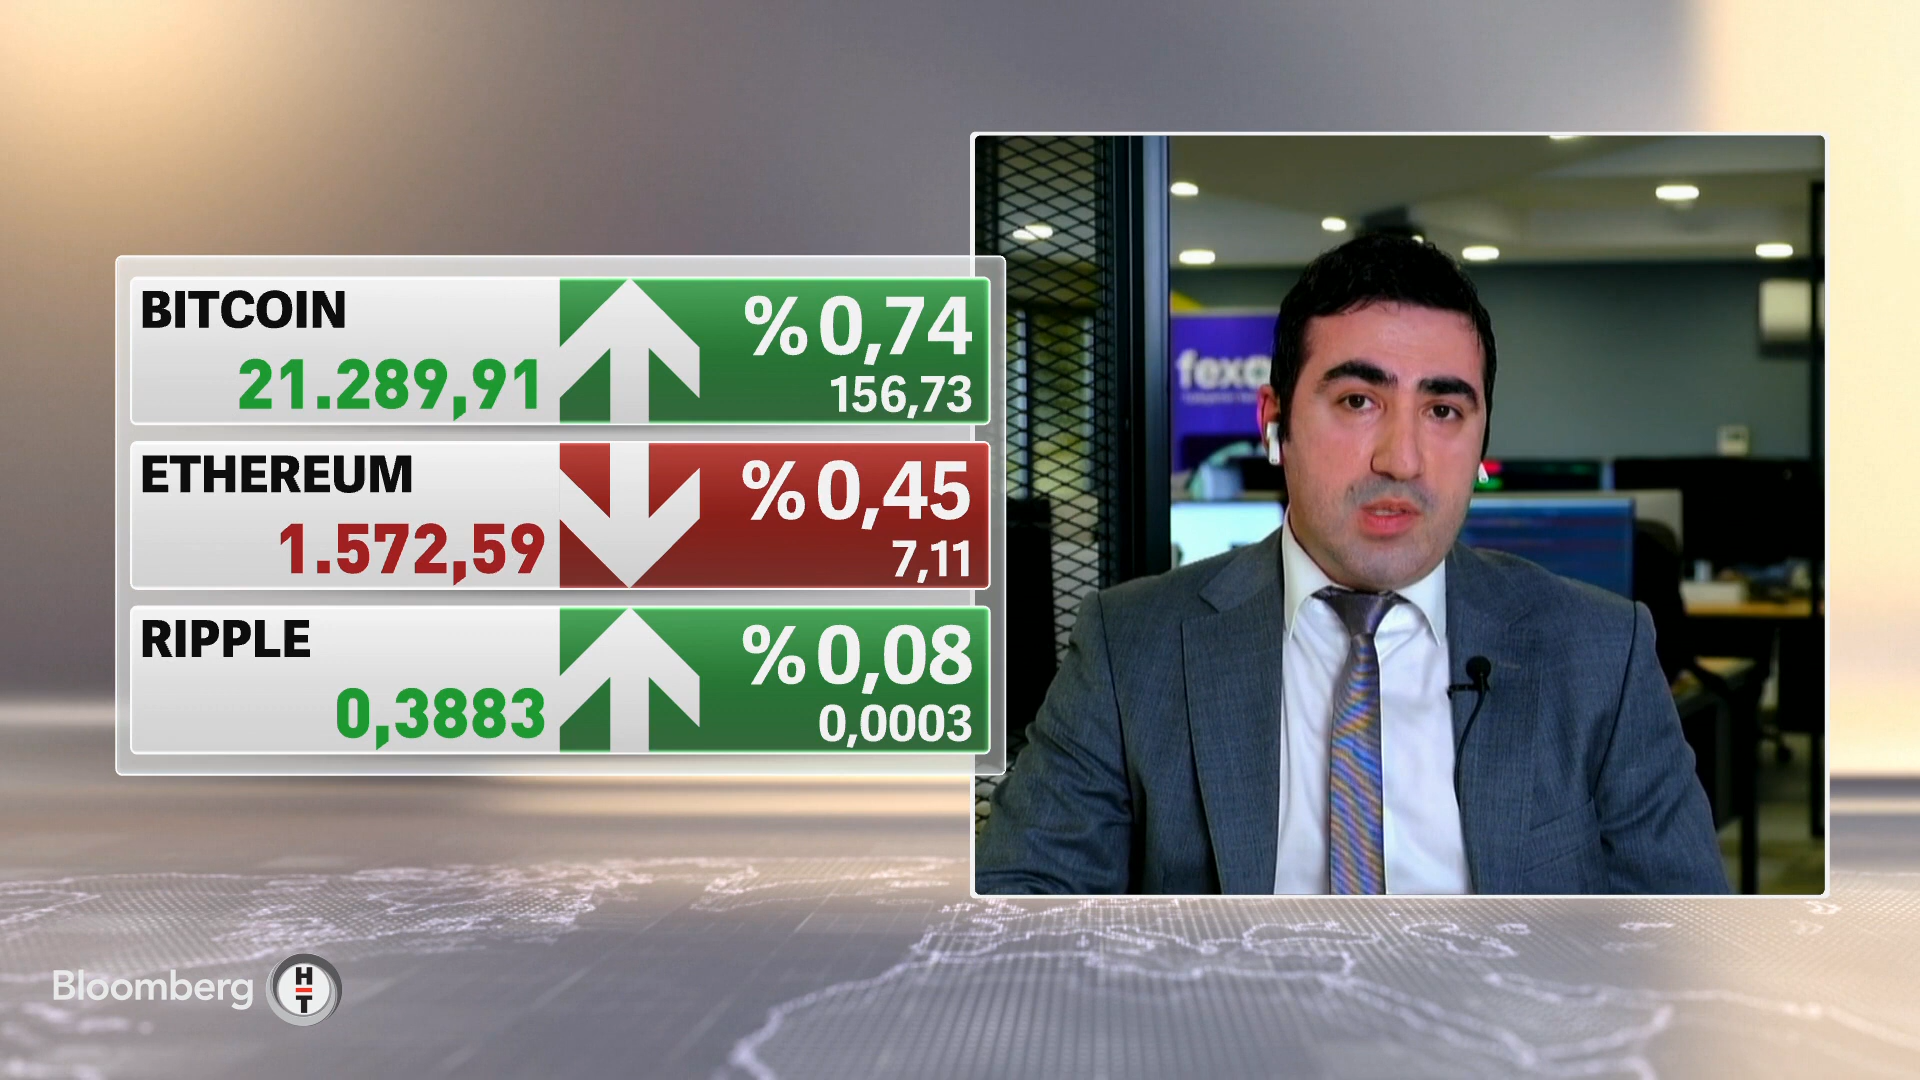 BITCOIN
21.289,91
%0,74
156,73
ETHEREUM
1.572,59
%0,45
7,11
RIPPLE
0,3883
%0,08
0,0003
fexo
Bloomberg HT